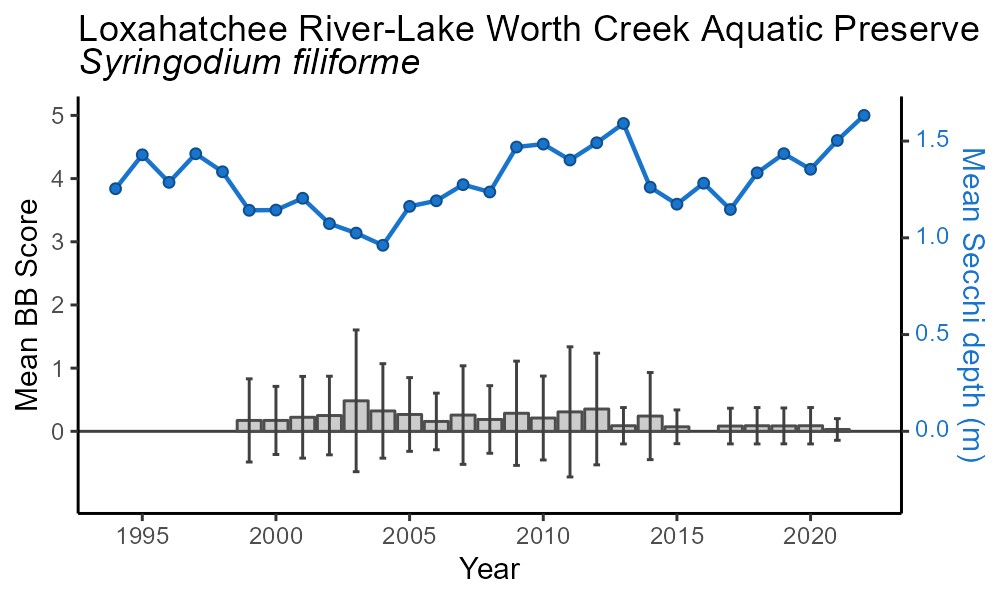 Loxahatchee River-Lake Worth Creek Aquatic Preserve
Syringodium filiforme
Mean BB Score
5
4
3
2
1
0
1.5
1.0
0.5
0.0
Mean Secchi depth (m)
1995 2000 2005 2010 2015 2020
Year